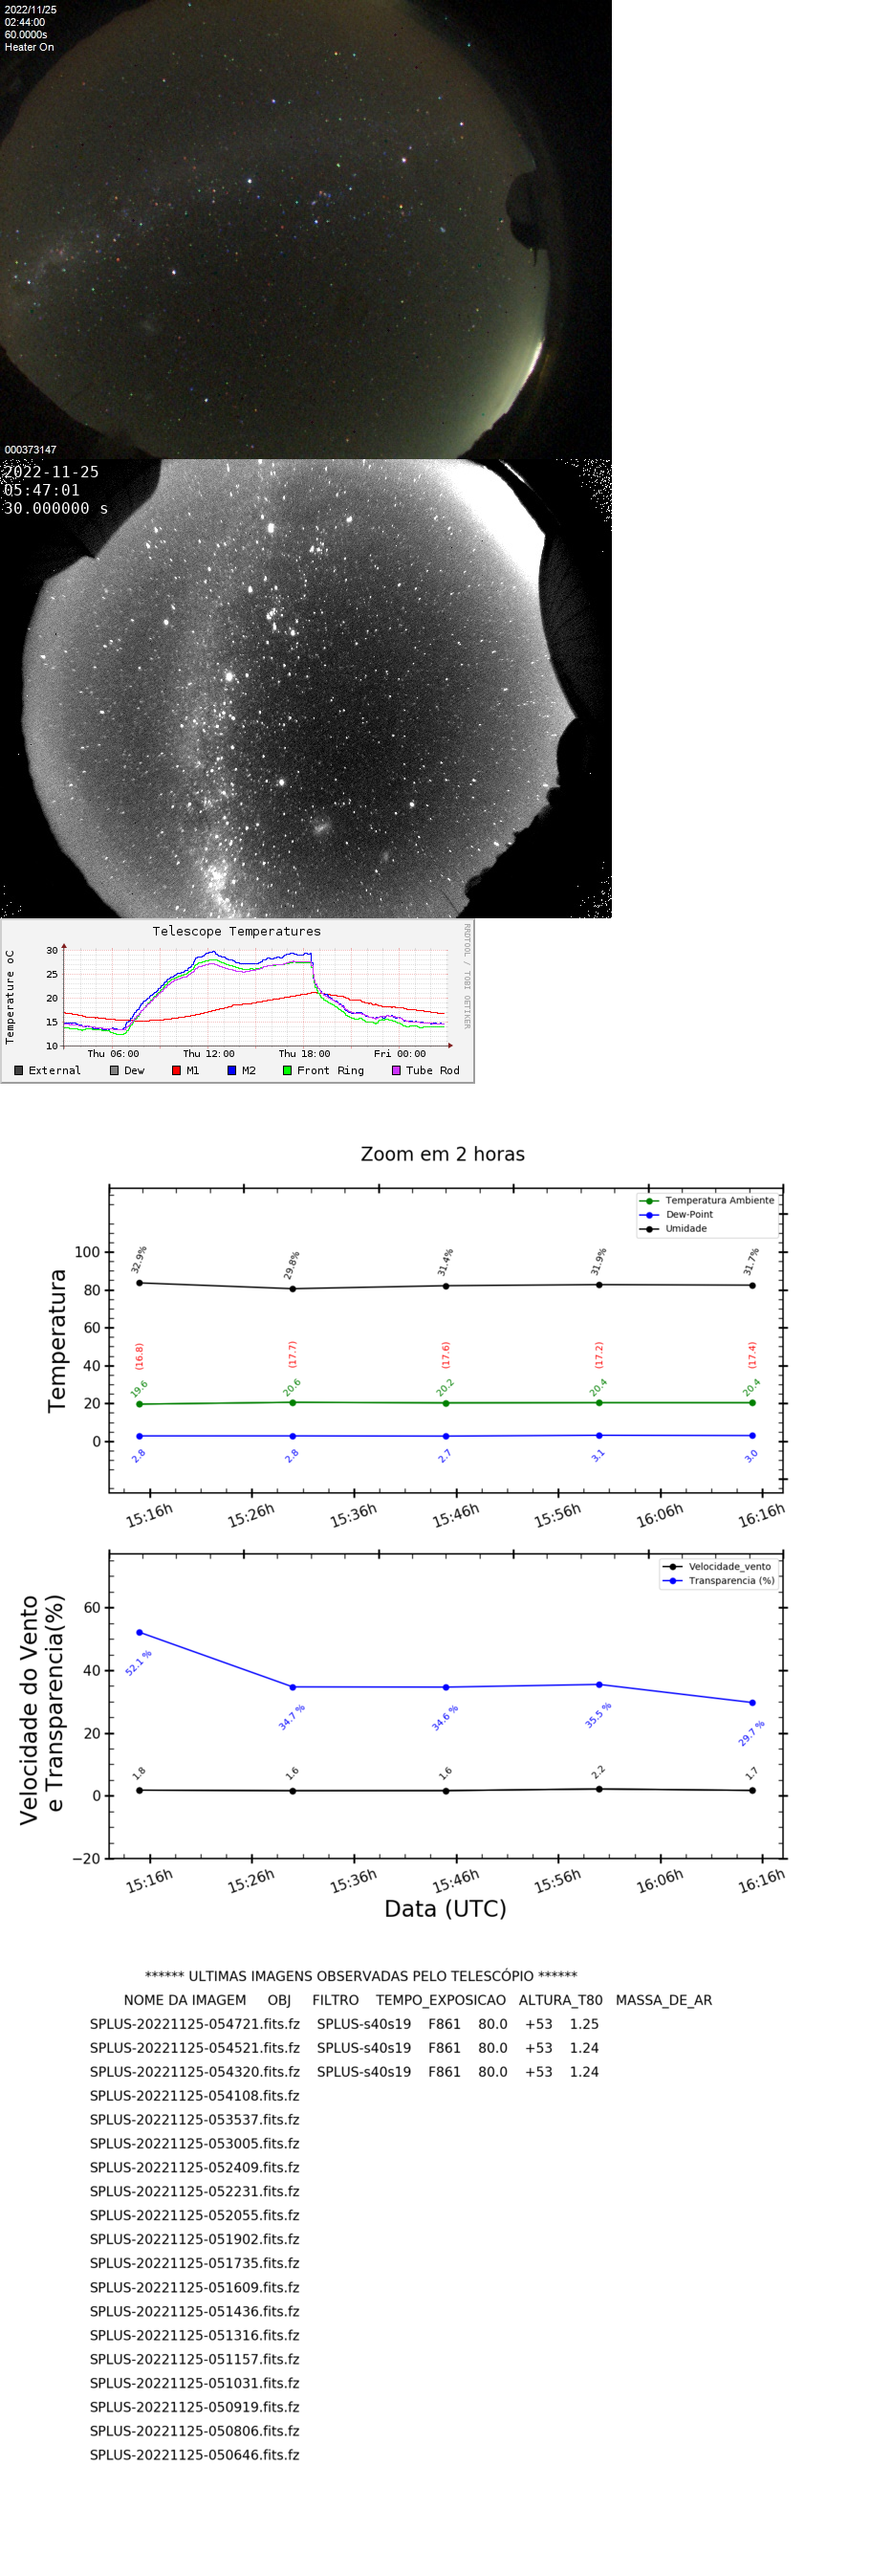 2022/11/25
02:44:00
60.0000s
Heater On
000373147
2022-11-25
05:47:01
30.000000 s
Telescope Temperatures
Temperature oC
30
25
20
15
10
Thu 06:00 Thu 12:00 Thu 18:00 Fri 00:00
External Dew M1 M2 Front Ring Tube Rod
RRDTOOL / TOBI OETIKER
Zoom em 2 horas
Temperatura
Temperatura Ambiente
Dew-Point
Umidade
100
80
60
40
20
0
32.9% 29.8% 31.4% 31.9% 31.7%
(16.8) (17.7) (17.6) (17.2) (17.4)
19.6 20.6 20.2 20.4 20.4
2.8 2.8 2.7 3.1 3.0
15:16h 15:26h 15:36h 15:46h 15:56h 16:06h 16:16h
Velocidade do Vento
e Transparencia(%)
Velocidade_vento
Transparencia (%)
60
40
20
0
−20
52.1 % 34.7 % 34.6 % 35.5 % 29.7 %
1.8 1.6 1.6 2.2 1.7
15:16h 15:26h 15:36h 15:46h 15:56h 16:06h 16:16h
Data (UTC)
****** ULTIMAS IMAGENS OBSERVADAS PELO TELESCÓPIO ******
NOME DA IMAGEM OBJ FILTRO TEMPO_EXPOSICAO ALTURA_T80 MASSA_DE_AR
SPLUS-20221125-054721.fits.fz SPLUS-s40s19 F861 80.0 +53 1.25
SPLUS-20221125-054521.fits.fz SPLUS-s40s19 F861 80.0 +53 1.24
SPLUS-20221125-054320.fits.fz SPLUS-s40s19 F861 80.0 +53 1.24
SPLUS-20221125-054108.fits.fz
SPLUS-20221125-053537.fits.fz
SPLUS-20221125-053005.fits.fz
SPLUS-20221125-052409.fits.fz
SPLUS-20221125-052231.fits.fz
SPLUS-20221125-052055.fits.fz
SPLUS-20221125-051902.fits.fz
SPLUS-20221125-051735.fits.fz
SPLUS-20221125-051609.fits.fz
SPLUS-20221125-051436.fits.fz
SPLUS-20221125-051316.fits.fz
SPLUS-20221125-051157.fits.fz
SPLUS-20221125-051031.fits.fz
SPLUS-20221125-050919.fits.fz
SPLUS-20221125-050806.fits.fz
SPLUS-20221125-050646.fits.fz